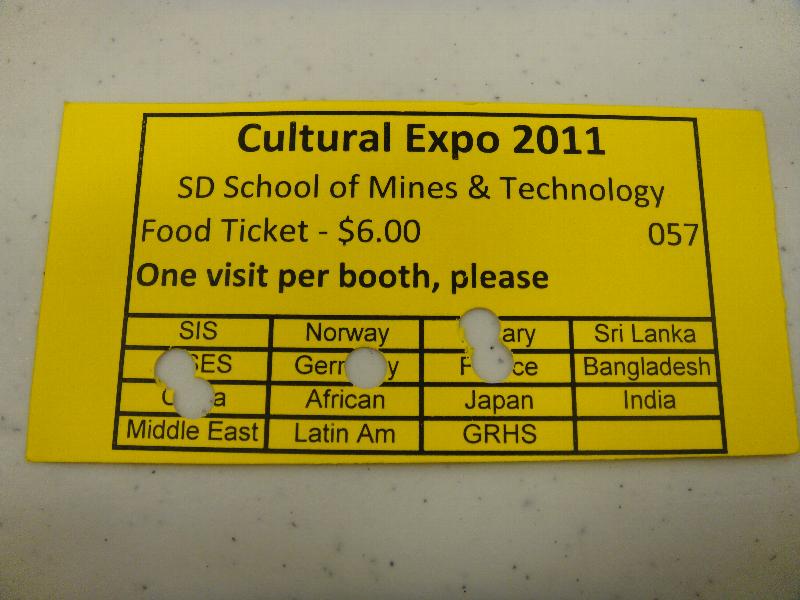 Cultural Expo 2011
SD School of Mines & Technology
Food Ticket - $6.00 057
One visit per booth, please
SIS Norway Sri Lanka
Bangladesh
African Japan India
Middle East Latin Am GRHS